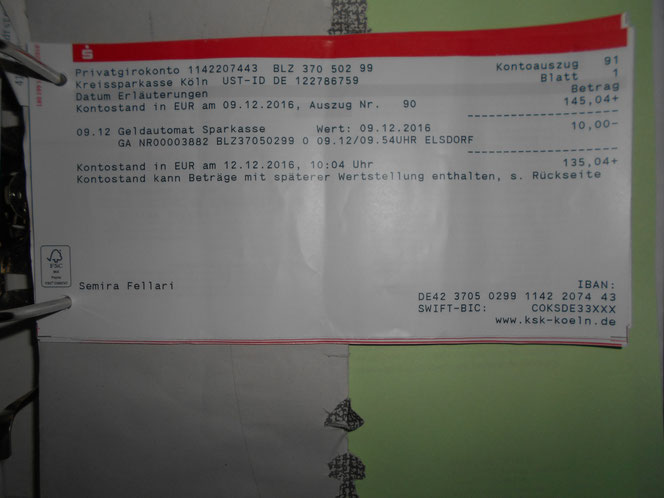 Privatgirokonto 1142207443 BLZ 370 502 99 Kontoauszug 91
Kreissparkasse Köln UST-ID DE 122786759 Blatt 1
Datum Erläuterungen Betrag
Kontostand in EUR am 09.12.2016, Auszug Nr. 90 145,04+
09.12 Geldautomat Sparkasse Wert: 09.12.2016 10,00-
GA NR00003882 BLZ37050299 0 09.12/09.54UHR ELSDORF
Kontostand in EUR am 12.12.2016, 10:04 Uhr 135,04+
Kontostand kann Beträge mit späterer Wertstellung enthalten, s. Rückseite
FSC
Semira Fellari
IBAN:
DE42 3705 0299 1142 2074 43
SWIFT-BIC: COKSDE33XXX
www.ksk-koeln.de